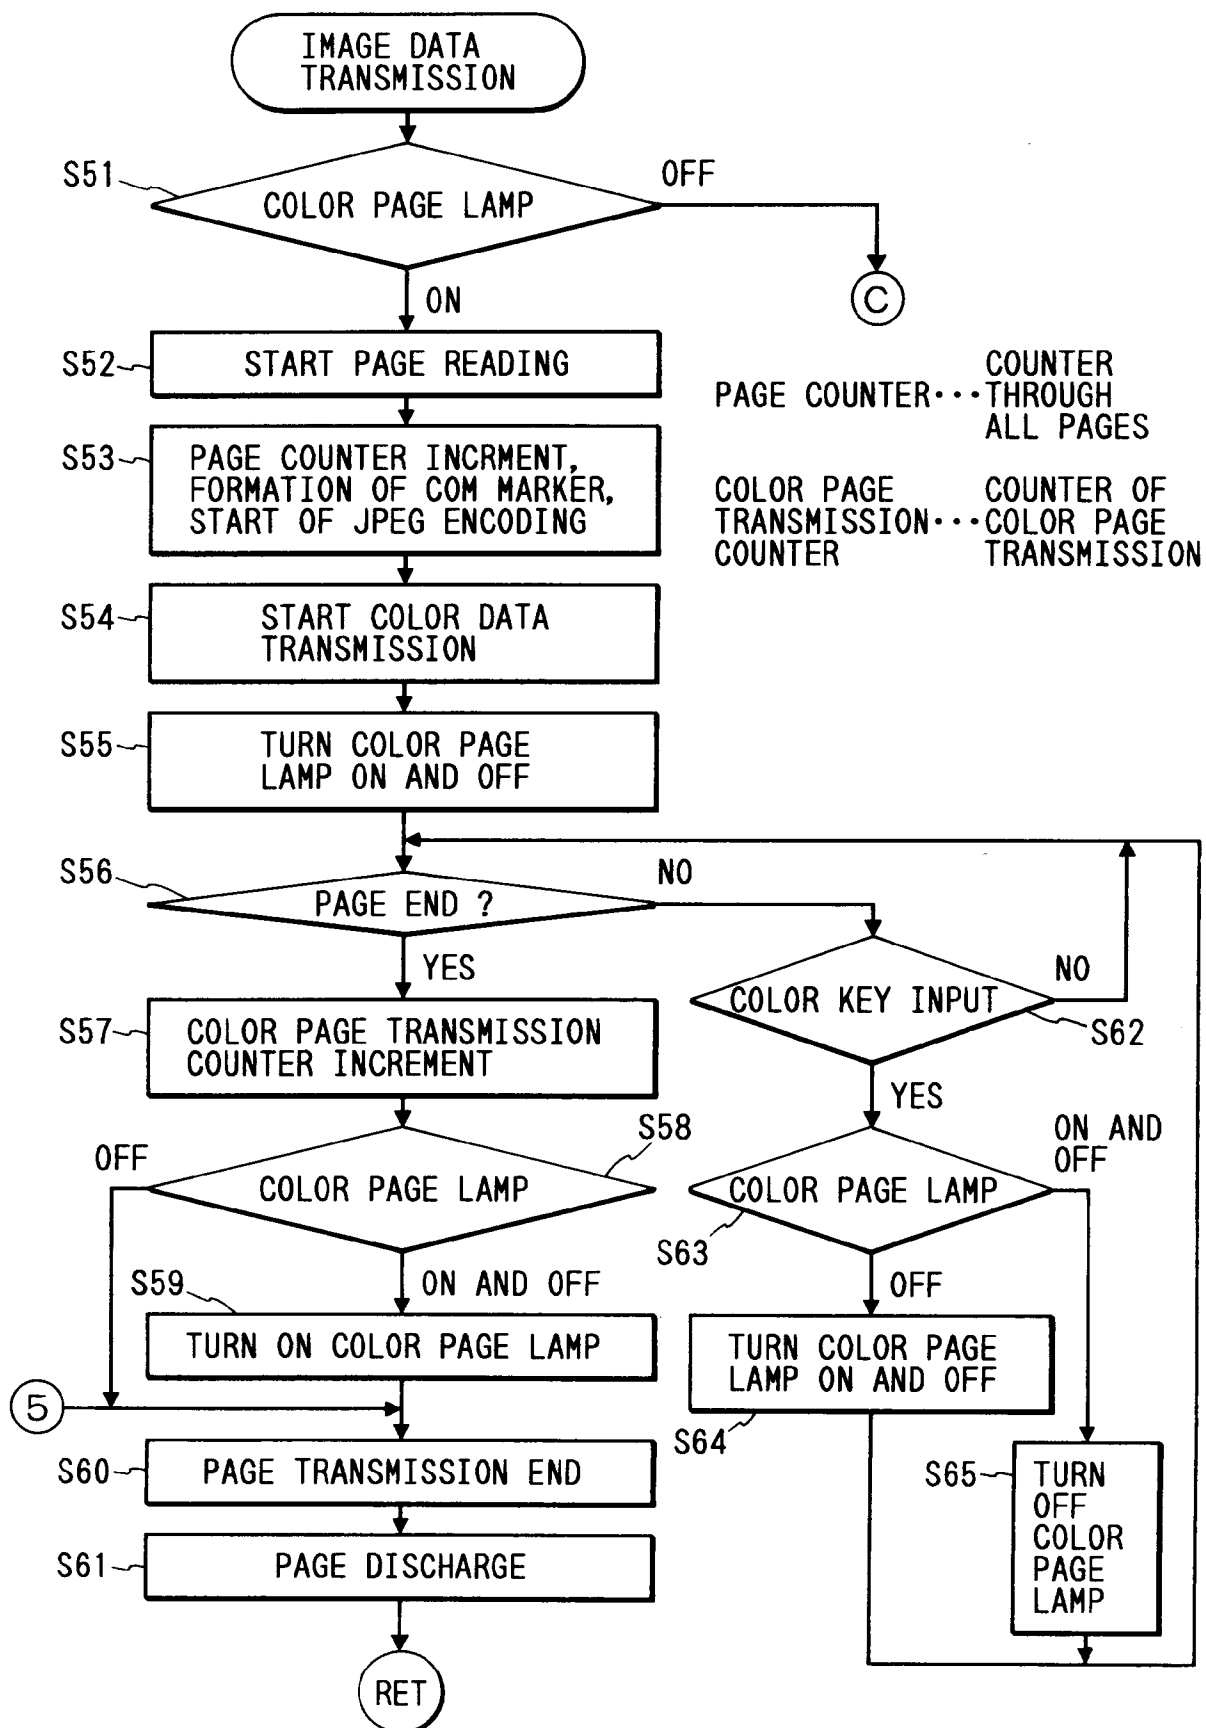 IMAGE DATA
TRANSMISSION
S51
COLOR PAGE LAMP
OFF
C
ON
S52
START PAGE READING
PAGE COUNTER···
COUNTER
THROUGH
ALL PAGES
S53
PAGE COUNTER INCRMENT,
FORMATION OF COM MARKER,
START OF JPEG ENCODING
COLOR PAGE
TRANSMISSION···
COUNTER
COUNTER OF
COLOR PAGE
TRANSMISSION
S54
START COLOR DATA
TRANSMISSION
S55
TURN COLOR PAGE
LAMP ON AND OFF
S56
PAGE END ?
NO
YES
COLOR KEY INPUT
NO
S62
S57
COLOR PAGE TRANSMISSION
COUNTER INCREMENT
YES
S58
OFF
COLOR PAGE LAMP
ON AND
OFF
COLOR PAGE LAMP
S63
S59
ON AND OFF
OFF
TURN ON COLOR PAGE LAMP
TURN COLOR PAGE
LAMP ON AND OFF
S64
5
S60
PAGE TRANSMISSION END
S65
TURN
OFF
COLOR
PAGE
LAMP
S61
PAGE DISCHARGE
RET